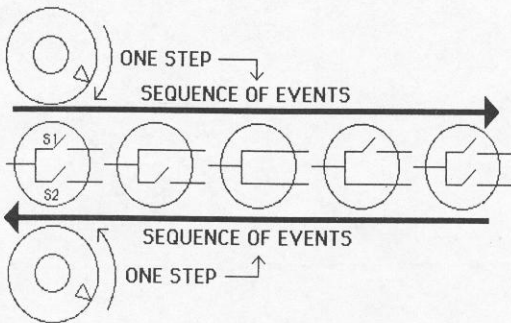 ONE STEP
SEQUENCE OF EVENTS
S1
S2
SEQUENCE OF EVENTS
ONE STEP